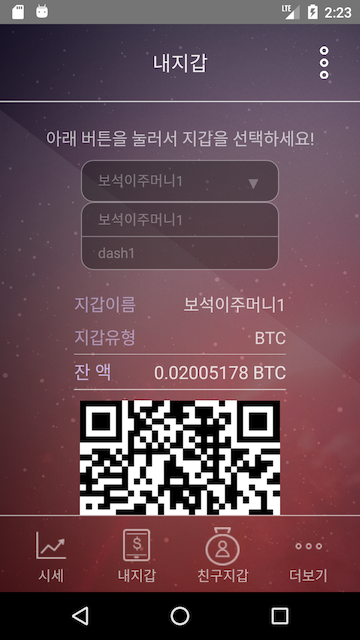 LTE 2:23
내지갑
아래 버튼을 눌러서 지갑을 선택하세요!
보석이주머니1
보석이주머니1
dash1
지갑이름 보석이주머니1
지갑유형 BTC
잔 액 0.02005178 BTC
시세 내지갑 친구지갑 더보기